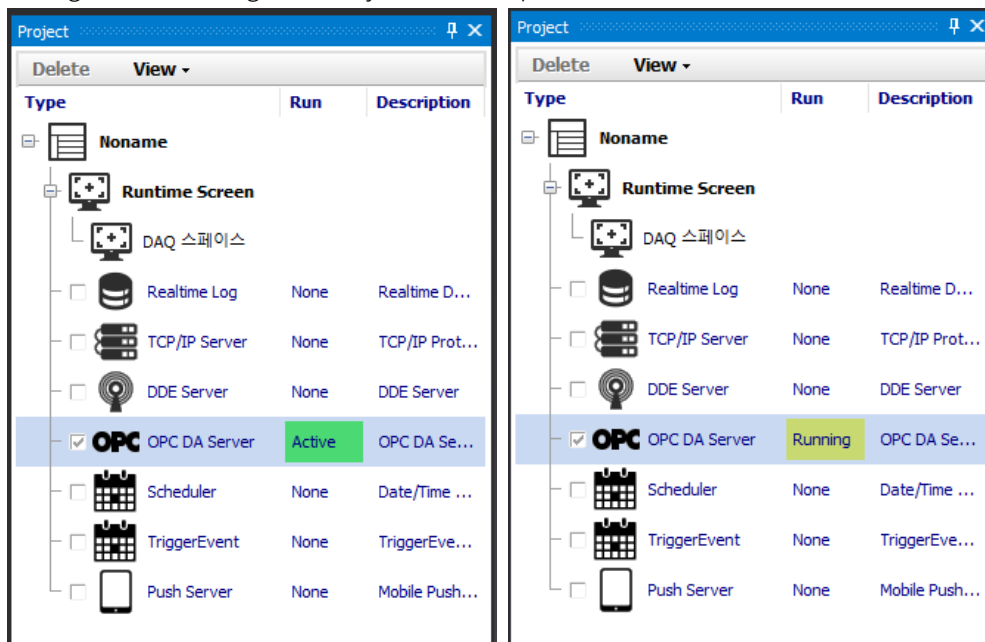 Project
Delete View
Type Run Description
Noname
Runtime Screen
DAQ 스페이스
Realtime Log None Realtime D...
TCP/IP Server None TCP/IP Prot...
DDE Server None DDE Server
OPC OPC DA Server Active OPC DA Se...
Scheduler None Date/Time ...
TriggerEvent None TriggerEve...
Push Server None Mobile Push...
Project
Delete View
Type Run Description
Noname
Runtime Screen
DAQ 스페이스
Realtime Log None Realtime D...
TCP/IP Server None TCP/IP Prot...
DDE Server None DDE Server
OPC OPC DA Server Running OPC DA Se...
Scheduler None Date/Time ...
TriggerEvent None TriggerEve...
Push Server None Mobile Push...